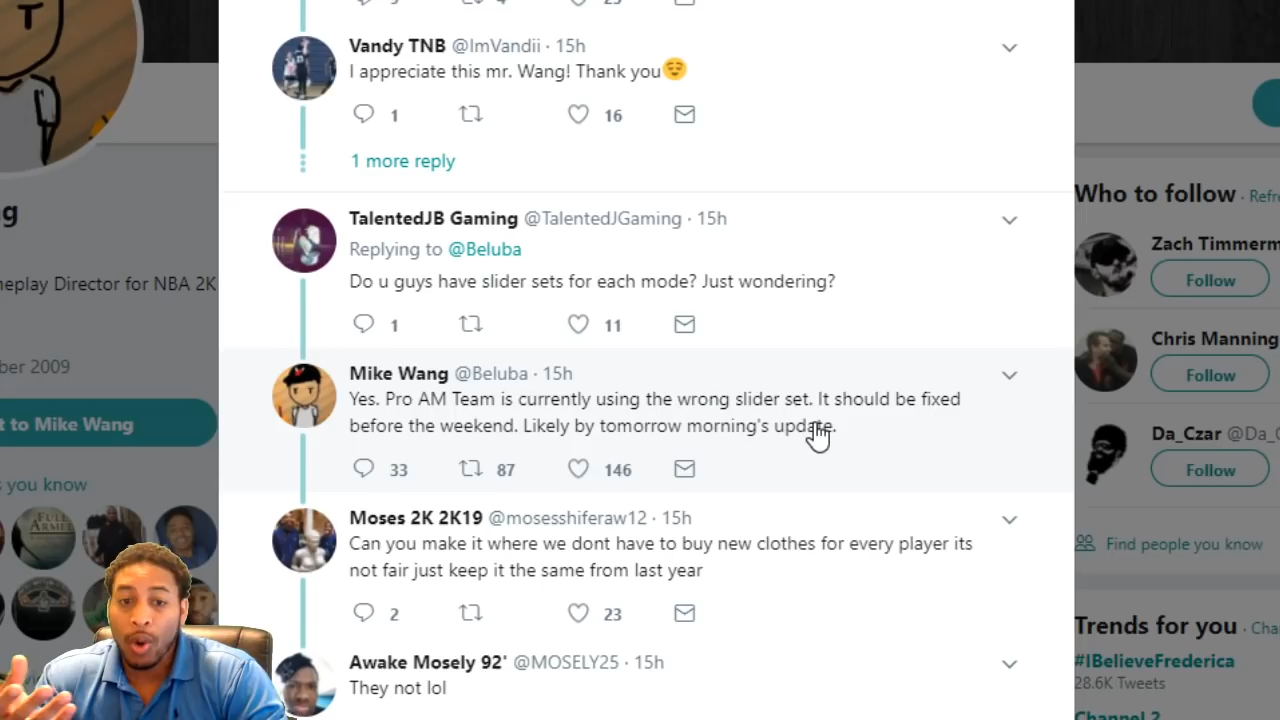 Vandy TNB @ImVandii · 15h
I appreciate this mr. Wang! Thank you😌
1 16
1 more reply
TalentedJB Gaming @TalentedJGaming · 15h
Replying to @Beluba
Do u guys have slider sets for each mode? Just wondering?
1 11
Mike Wang @Beluba · 15h
Yes. Pro AM Team is currently using the wrong slider set. It should be fixed
before the weekend. Likely by tomorrow morning's update.
33 87 146
Moses 2K 2K19 @mosesshiferaw12 · 15h
Can you make it where we dont have to buy new clothes for every player its
not fair just keep it the same from last year
2 23
Awake Mosely 92' @MOSELY25 · 15h
They not lol
T
g
neplay Director for NBA 2K
ber 2009
t to Mike Wang
s you know
FULL
ARMED
Who to follow · Refre
Zach Timmerm
Follow
Chris Manning
Follow
Da_Czar @Da_C
Follow
Find people you know
Trends for you · Cha
#IBelieveFrederica
28.6K Tweets
Channel 2